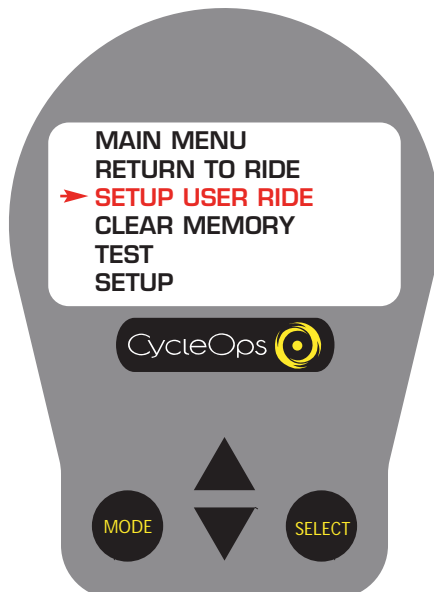 MAIN MENU
RETURN TO RIDE
SETUP USER RIDE
CLEAR MEMORY
TEST
SETUP
CycleOps
MODE
SELECT